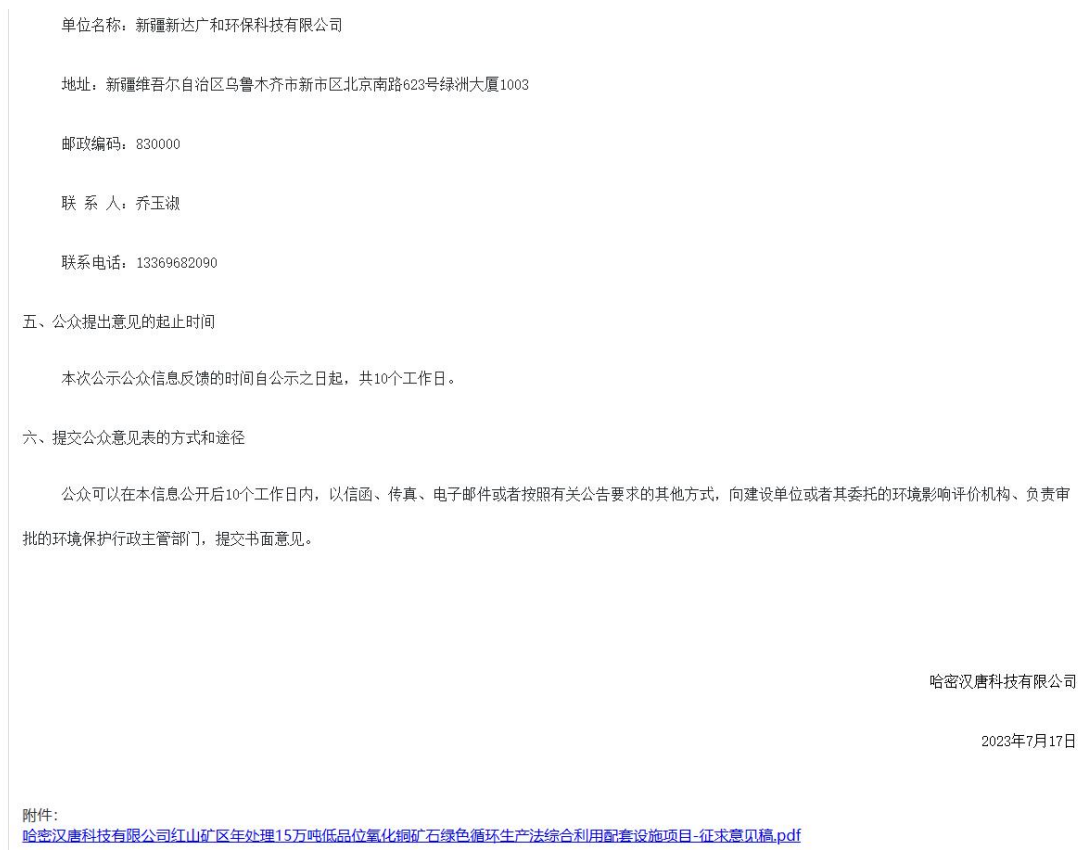 单位名称：新疆新达广和环保科技有限公司
地址：新疆维吾尔自治区乌鲁木齐市新市区北京南路623号绿洲大厦1003
邮政编码：830000
联 系 人：乔玉淑
联系电话：13369682090
五、公众提出意见的起止时间
本次公示公众信息反馈的时间自公示之日起，共10个工作日。
六、提交公众意见表的方式和途径
公众可以在本信息公开后10个工作日内，以信函、传真、电子邮件或者按照有关公告要求的其他方式，向建设单位或者其委托的环境影响评价机构、负责审
批的环境保护行政主管部门，提交书面意见。
哈密汉唐科技有限公司
2023年7月17日
附件：
哈密汉唐科技有限公司红山矿区年处理15万吨低品位氧化铜矿石绿色循环生产法综合利用配套设施项目-征求意见稿.pdf